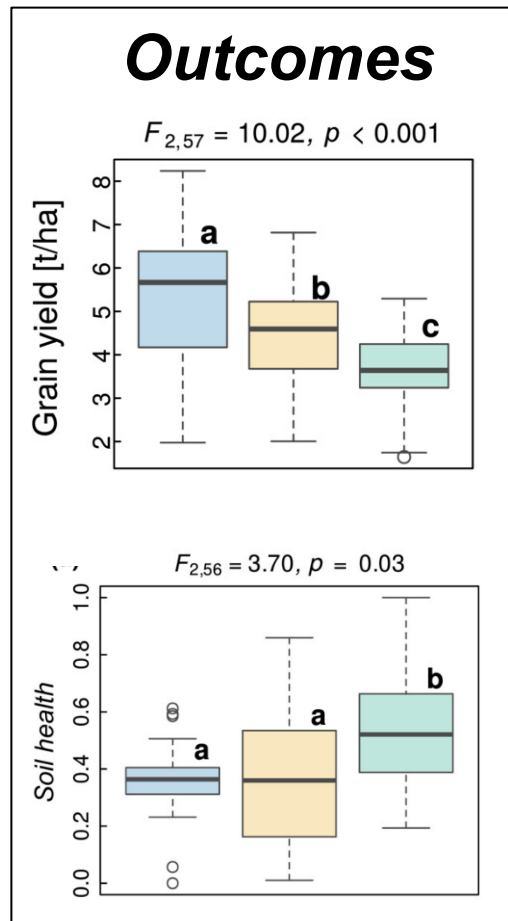 Outcomes
F2,57 = 10.02, p < 0.001
Grain yield [t/ha]
8
7
6
5
4
3
2
a
b
c
F2,56 = 3.70, p = 0.03
Soil health
1.0
0.8
0.6
0.4
0.2
0.0
a
a
b